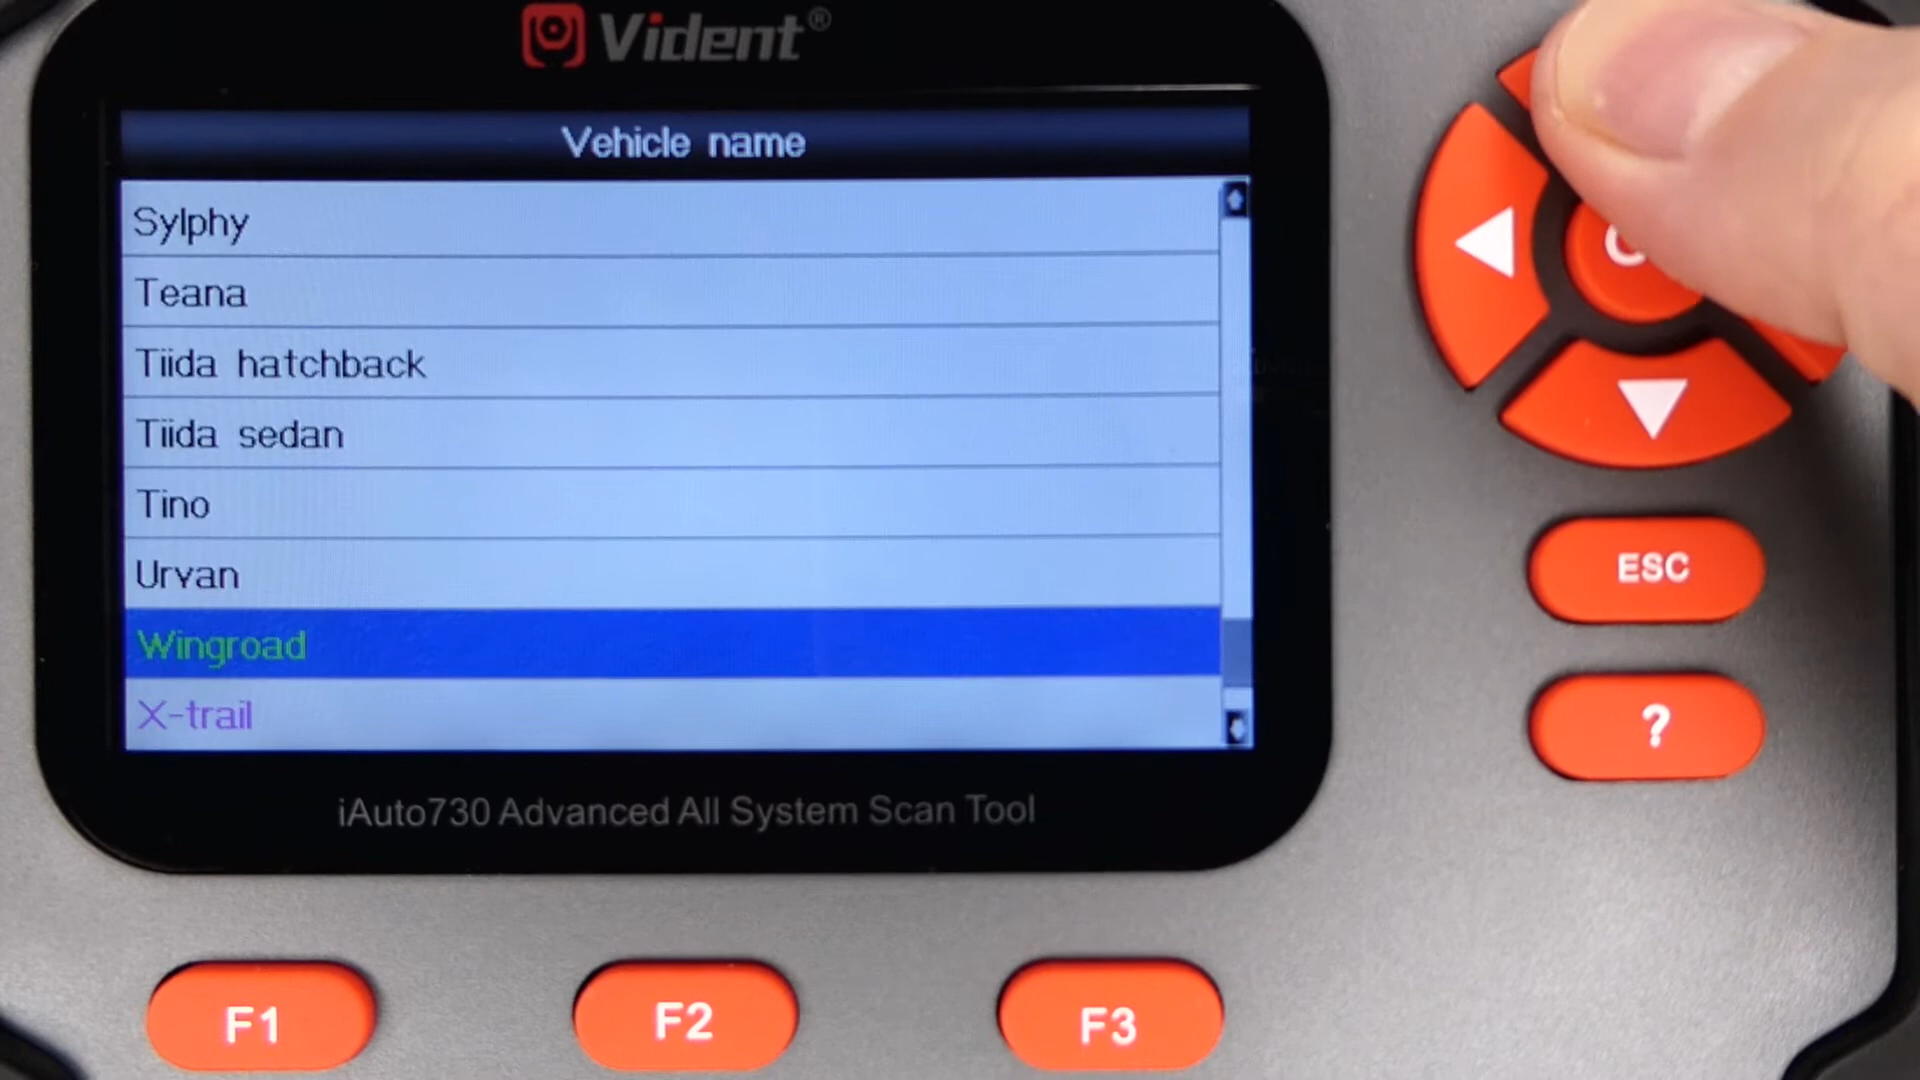 Vident®
Vehicle name
Sylphy
Teana
Tiida hatchback
Tiida sedan
Tino
Urvan
Wingroad
X-trail
iAuto730 Advanced All System Scan Tool
ESC
?
F1
F2
F3